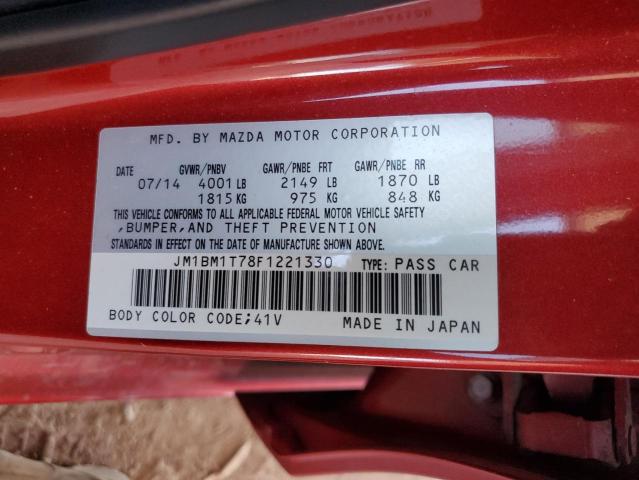 MFD. BY MAZDA MOTOR CORPORATION
DATE GVWR/PNBV GAWR/PNBE FRT GAWR/PNBE RR
07/14 4001 LB 2149 LB 1870 LB
1815 KG 975 KG 848 KG
THIS VEHICLE CONFORMS TO ALL APPLICABLE FEDERAL MOTOR VEHICLE SAFETY
,BUMPER,AND THEFT PREVENTION
STANDARDS IN EFFECT ON THE DATE OF MANUFACTURE SHOWN ABOVE.
JM1BM1T78F1221330 TYPE: PASS CAR
BODY COLOR CODE;41V MADE IN JAPAN